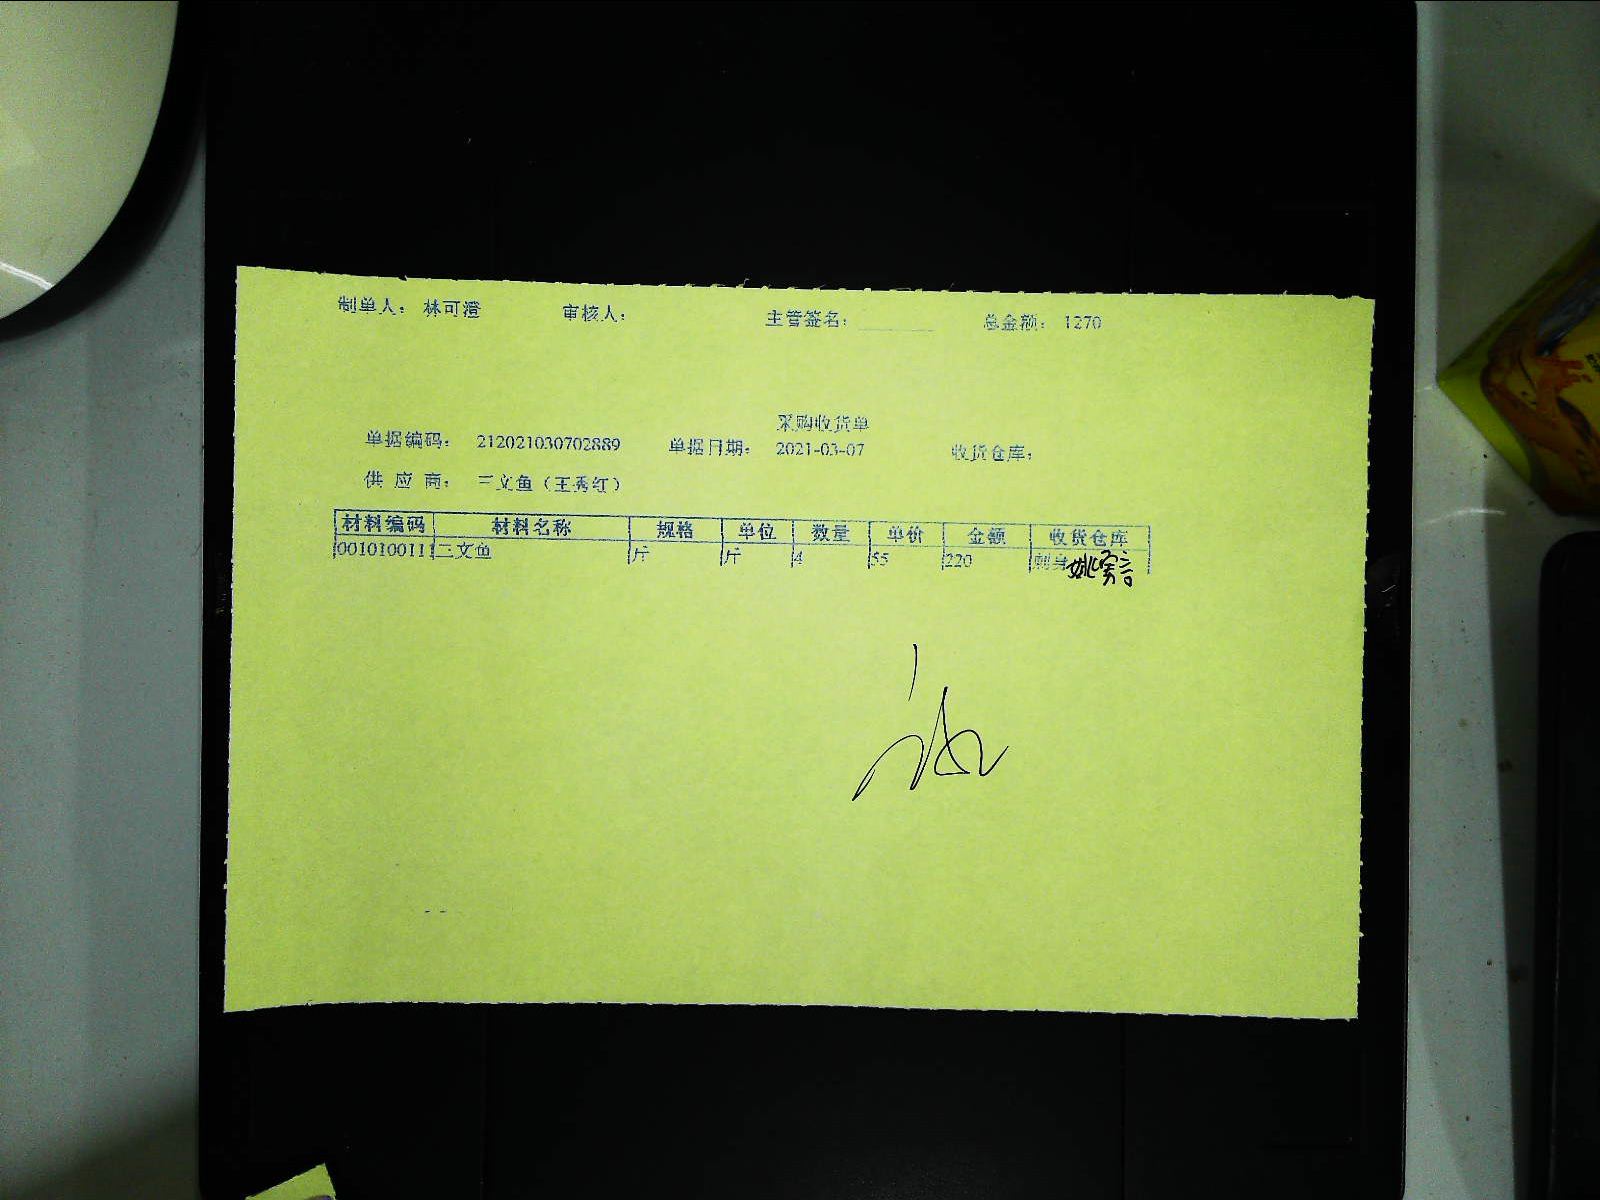 制单人： 林可澄 审核人： 主管签名： 总金额： 1270
采购收货单
单据编码： 212021030702889 单据日期： 2021-03-07 收货仓库：
供 应 商： 三文鱼（王秀红）
材料编码 材料名称 规格 单位 数量 单价 金额 收货仓库
0010100111 三文鱼 斤 斤 4 55 220 刺身